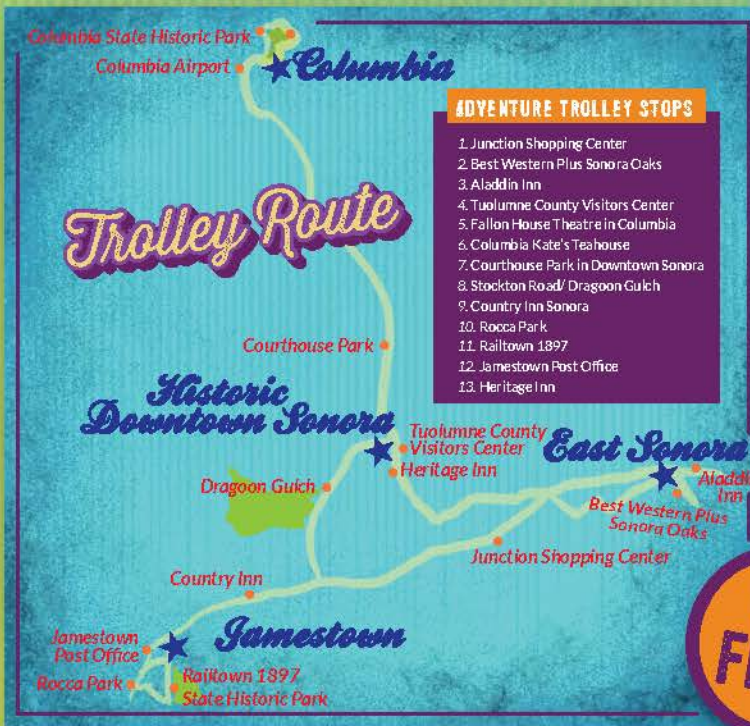 Columbia State Historic Park
Columbia Airport
Columbia
Trolley Route
ADVENTURE TROLLEY STOPS
1. Junction Shopping Center
2. Best Western Plus Sonora Oaks
3. Aladdin Inn
4. Tuolumne County Visitors Center
5. Fallon House Theatre in Columbia
6. Columbia Kate's Teahouse
7. Courthouse Park in Downtown Sonora
8. Stockton Road/ Dragoon Gulch
9. Country Inn Sonora
10. Rocca Park
11. Railtown 1897
12. Jamestown Post Office
13. Heritage Inn
Courthouse Park
Historic
Downtown Sonora
Tuolumne County
Visitors Center
Heritage Inn
East Sonora
Aladdin
Inn
Best Western Plus
Sonora Oaks
Dragoon Gulch
Junction Shopping Center
Country Inn
Jamestown
Jamestown
Post Office
Rocca Park
Railtown 1897
State Historic Park